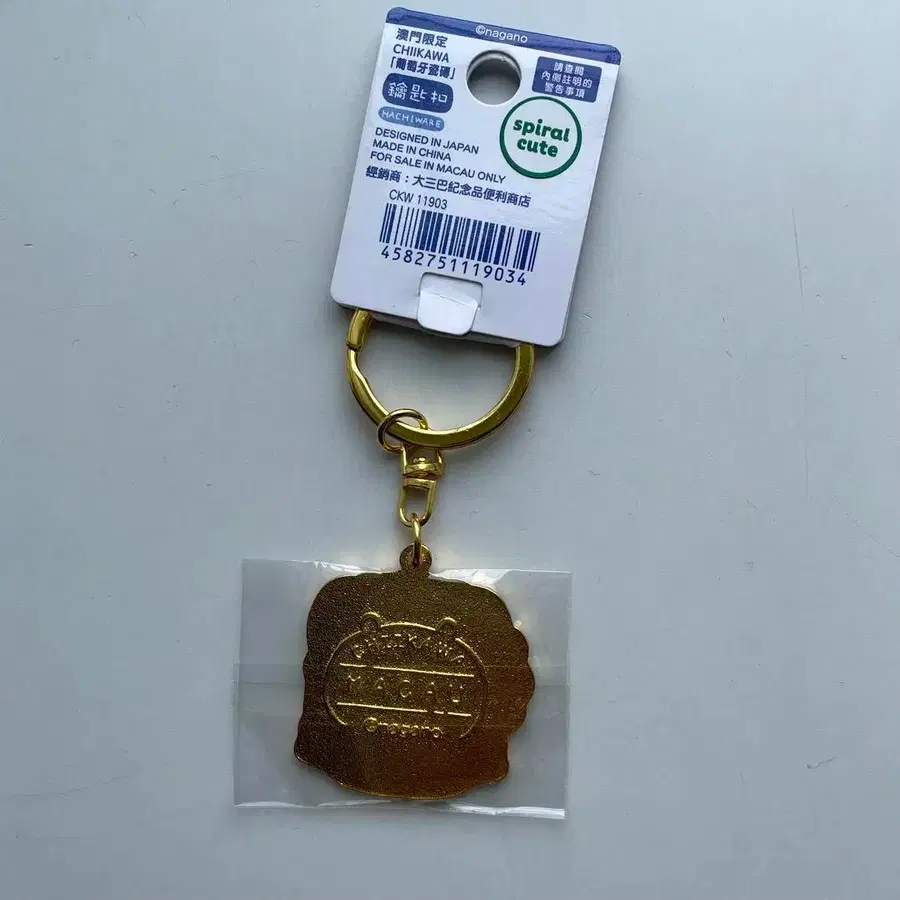 ©nagano
澳門限定
CHIIKAWA
「葡萄牙瓷磚」
鑰匙扣
HACHIWARE
請查閱
內側註明的
警告事項
spiral
cute
DESIGNED IN JAPAN
MADE IN CHINA
FOR SALE IN MACAU ONLY
經銷商：大三巴紀念品便利商店
CKW 11903
4582751119034
CHIIKAWA
MACAU
©nagano